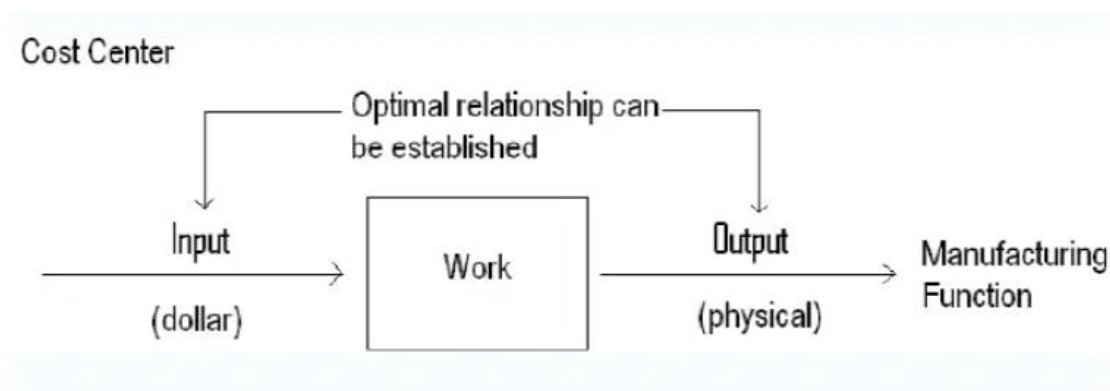 Cost Center
Optimal relationship can
be established
Input
Output
Work
Manufacturing
Function
(dollar)
(physical)